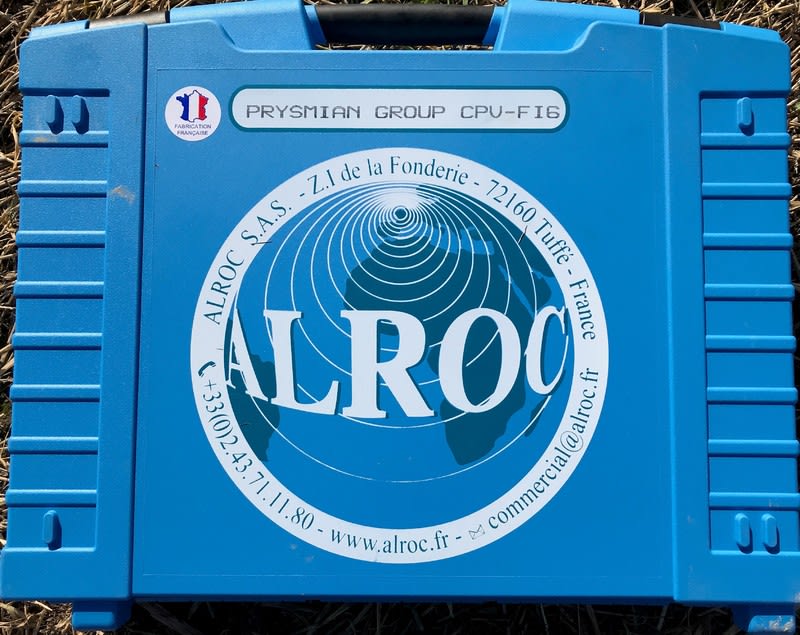 FABRICATION
FRANÇAISE
PRYSMIAN GROUP CPV-FI6
ALROC S.A.S. - Z.I de la Fonderie - 72160 Tuffé - France
ALROC
+33(0)2.43.71.11.80 - www.alroc.fr - commercial@alroc.fr